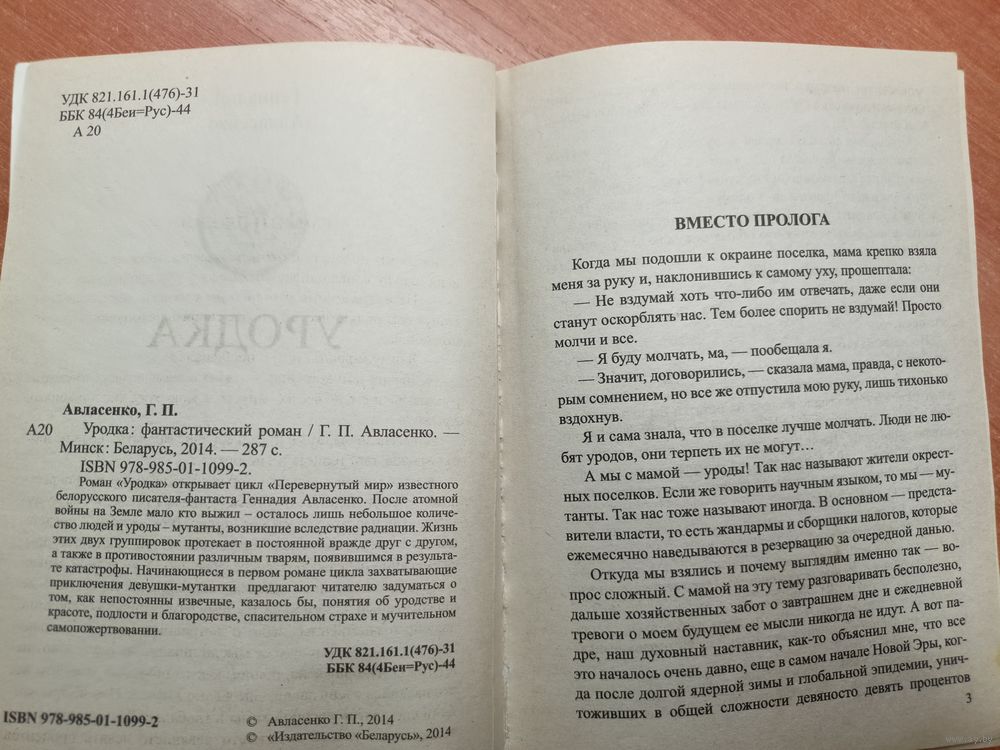 УДК 821.161.1(476)-31
ББК 84(4Беи=Рус)-44
А 20
УРОДКА
Авласенко, Г. П.
А20 Уродка: фантастический роман / Г. П. Авласенко. —
Минск: Беларусь, 2014. — 287 с.
ISBN 978-985-01-1099-2.
Роман «Уродка» открывает цикл «Перевернутый мир» известного
белорусского писателя-фантаста Геннадия Авласенко. После атомной
войны на Земле мало кто выжил – осталось лишь небольшое количе-
ство людей и уроды – мутанты, возникшие вследствие радиации. Жизнь
этих двух группировок протекает в постоянной вражде друг с другом,
а также в противостоянии различным тварям, появившимся в результа-
те катастрофы. Начинающиеся в первом романе цикла захватывающие
приключения девушки-мутантки предлагают читателю задуматься о
том, как непостоянны извечные, казалось бы, понятия об уродстве и
красоте, подлости и благородстве, спасительном страхе и мучительном
самопожертвовании.
УДК 821.161.1(476)-31
ББК 84(4Беи=Рус)-44
ISBN 978-985-01-1099-2
© Авласенко Г. П., 2014
© «Издательство «Беларусь», 2014
ВМЕСТО ПРОЛОГА
Когда мы подошли к окраине поселка, мама крепко взяла
меня за руку и, наклонившись к самому уху, прошептала:
— Не вздумай хоть что-либо им отвечать, даже если они
станут оскорблять нас. Тем более спорить не вздумай! Просто
молчи и все.
— Я буду молчать, ма, — пообещала я.
— Значит, договорились, — сказала мама, правда, с некото-
рым сомнением, но все же отпустила мою руку, лишь тихонько
вздохнув.
Я и сама знала, что в поселке лучше молчать. Люди не лю-
бят уродов, они терпеть их не могут…
А мы с мамой — уроды! Так нас называют жители окрест-
ных поселков. Если же говорить научным языком, то мы — му-
танты. Так нас тоже называют иногда. В основном — предста-
вители власти, то есть жандармы и сборщики налогов, которые
ежемесячно наведываются в резервацию за очередной данью.
Откуда мы взялись и почему выглядим именно так — во-
прос сложный. С мамой на эту тему разговаривать бесполезно,
дальше хозяйственных забот о завтрашнем дне и ежедневной
тревоги о моем будущем ее мысли никогда не идут. А вот па-
дре, наш духовный наставник, как-то объяснил мне, что все
это началось очень давно, еще в самом начале Новой Эры, ког-
да после долгой ядерной зимы и глобальной эпидемии, унич-
тоживших в общей сложности девяносто девять процентов
3